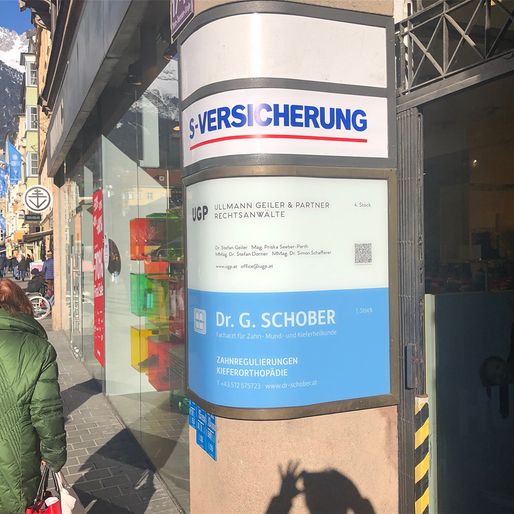 S-VERSICHERUNG
UGP
ULLMANN GEILER & PARTNER
RECHTSANWÄLTE
4. Stock
Dr. Stefan Geiler Mag. Priska Seeber-Perth
MMag. Dr. Stefan Dorner MMag. Dr. Simon Schafferer
www.ugp.at office@ugp.at
Dr. G. SCHOBER
Facharzt für Zahn- Mund- und Kieferheilkunde
ZAHNREGULIERUNGEN
KIEFERORTHOPÄDIE
T +43 512 575723 · www.dr-schober.at